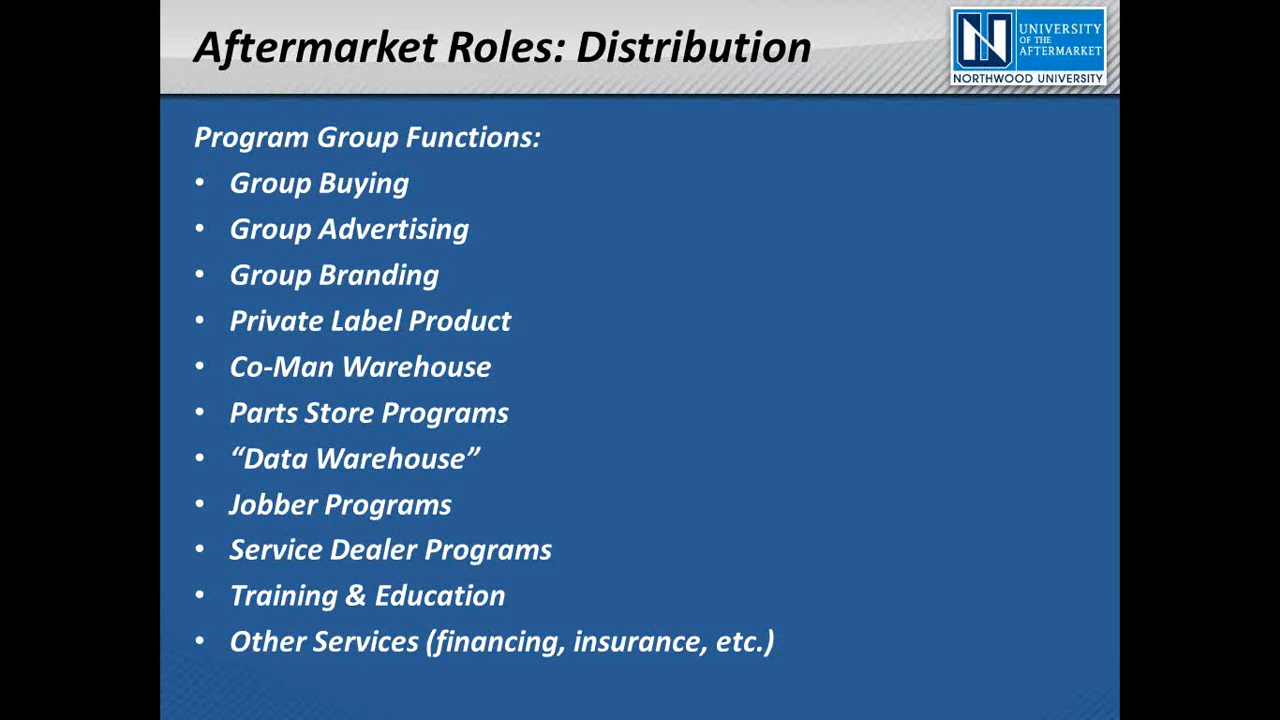 Aftermarket Roles: Distribution
N UNIVERSITY
OF THE
AFTERMARKET
NORTHWOOD UNIVERSITY
Program Group Functions:
• Group Buying
• Group Advertising
• Group Branding
• Private Label Product
• Co-Man Warehouse
• Parts Store Programs
• “Data Warehouse”
• Jobber Programs
• Service Dealer Programs
• Training & Education
• Other Services (financing, insurance, etc.)